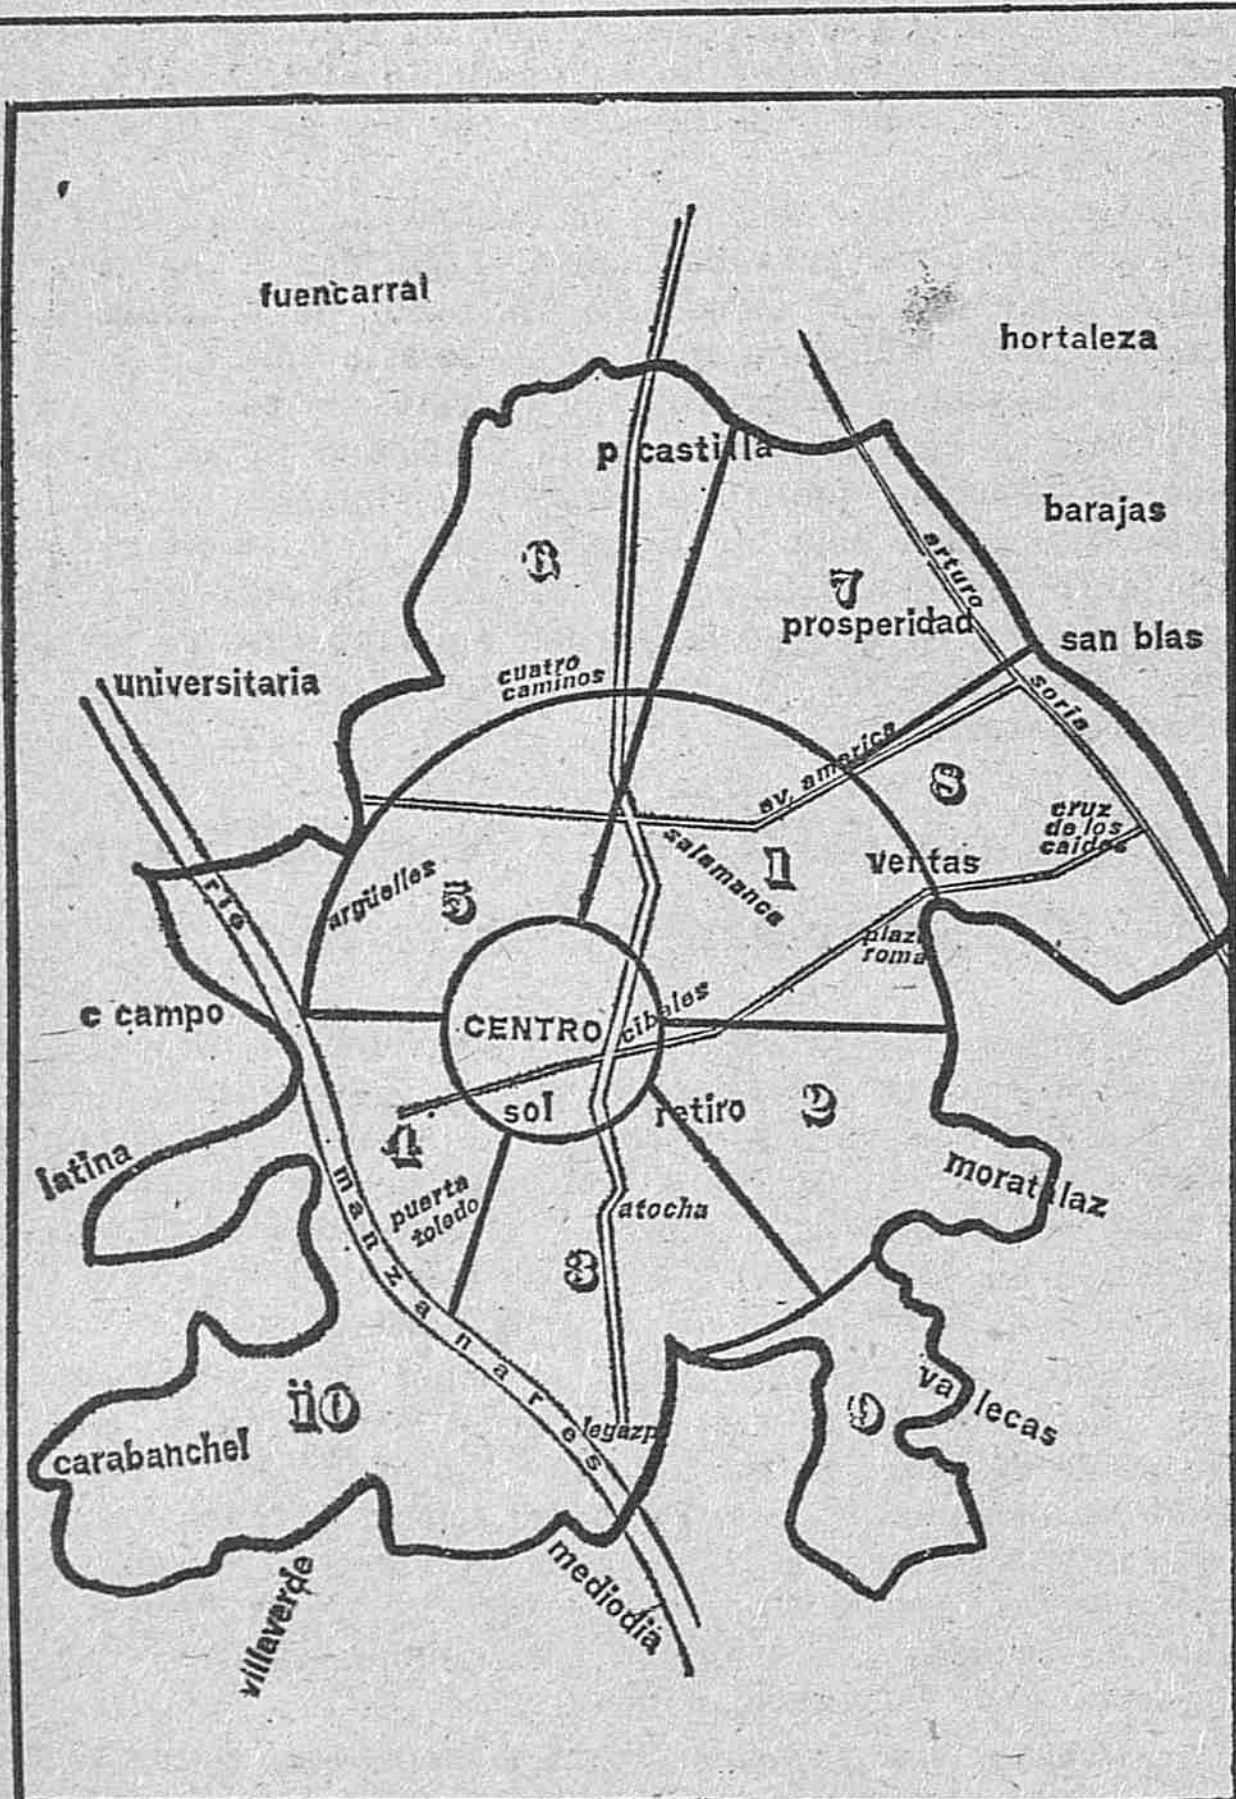 fuencarral
hortaleza
p castilla
barajas
6
arturo
7
prosperidad
san blas
cuatro
caminos
universitaria
soria
av. america
8
cruz
de los
caidos
salamanca
1
ventas
argüelles
5
rio
plaza
roma
c campo
CENTRO
cibeles
sol
retiro
2
4
latina
moratalaz
puerta
toledo
atocha
manzanares
3
10
9
vallecas
legazpi
carabanchel
mediodia
villaverde